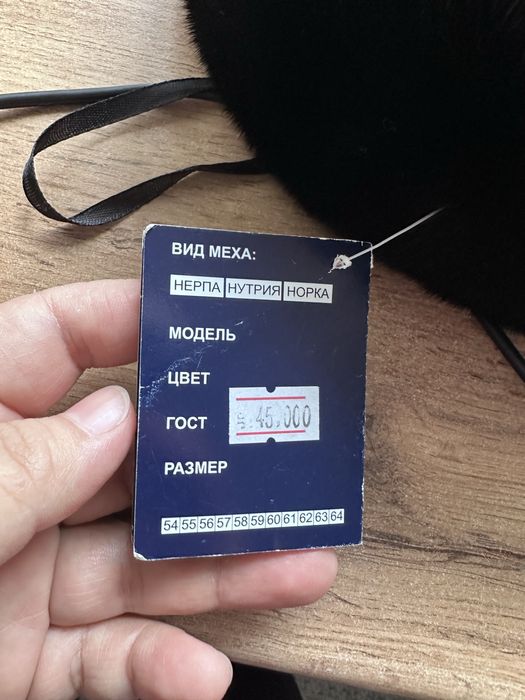 ВИД МЕХА:
НЕРПА НУТРИЯ НОРКА
МОДЕЛЬ
ЦВЕТ
ГОСТ
45.000
РАЗМЕР
54 55 56 57 58 59 60 61 62 63 64